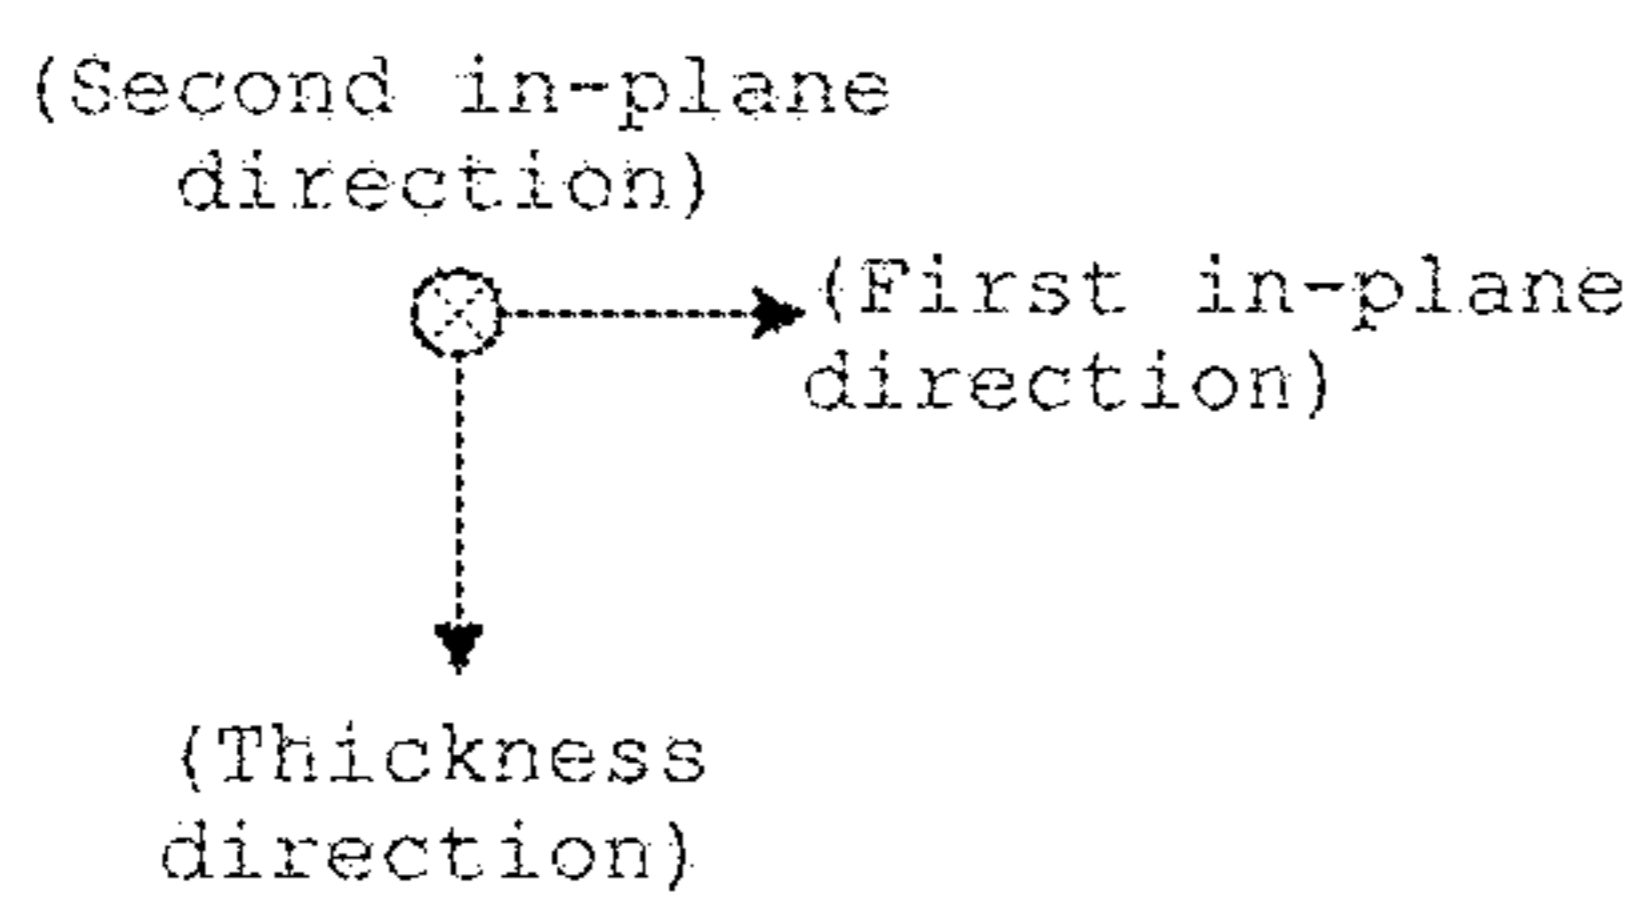 (Second in-plane
direction)
(First in-plane
direction)
(Thickness
direction)